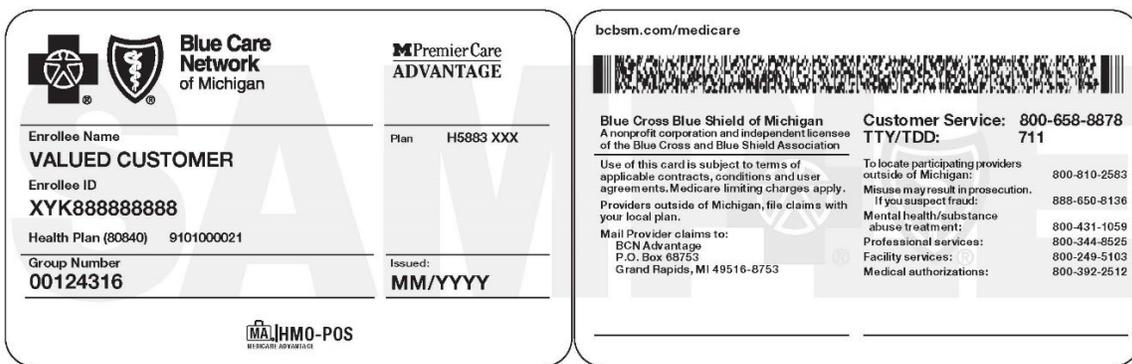 Blue Care
Network
of Michigan
®
®
MPremier Care
ADVANTAGE
Enrollee Name
VALUED CUSTOMER
Enrollee ID
XYK888888888
Health Plan (80840) 9101000021
Plan H5883 XXX
Group Number
00124316
Issued:
MM/YYYY
MA HMO-POS
MEDICARE ADVANTAGE
bcbsm.com/medicare
Blue Cross Blue Shield of Michigan
A nonprofit corporation and independent licensee
of the Blue Cross and Blue Shield Association
Use of this card is subject to terms of
applicable contracts, conditions and user
agreements. Medicare limiting charges apply.
Providers outside of Michigan, file claims with
your local plan.
Mail Provider claims to:
BCN Advantage
P.O. Box 68753
Grand Rapids, MI 49516-8753
Customer Service: 800-658-8878
TTY/TDD: 711
To locate participating providers
outside of Michigan: 800-810-2583
Misuse may result in prosecution.
If you suspect fraud: 888-650-8136
Mental health/substance
abuse treatment: 800-431-1059
Professional services: 800-344-8525
Facility services: 800-249-5103
Medical authorizations: 800-392-2512
SAMPLE